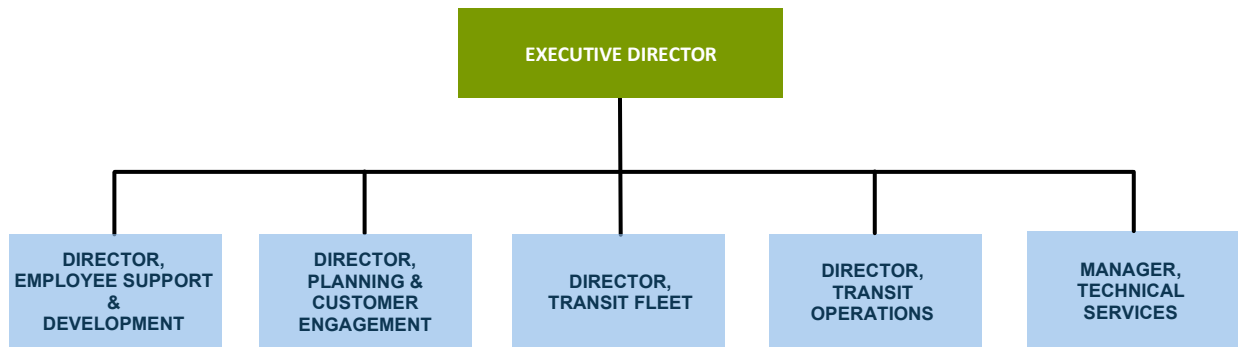 EXECUTIVE DIRECTOR
DIRECTOR,
EMPLOYEE SUPPORT
&
DEVELOPMENT
DIRECTOR,
PLANNING &
CUSTOMER
ENGAGEMENT
DIRECTOR,
TRANSIT FLEET
DIRECTOR,
TRANSIT
OPERATIONS
MANAGER,
TECHNICAL
SERVICES